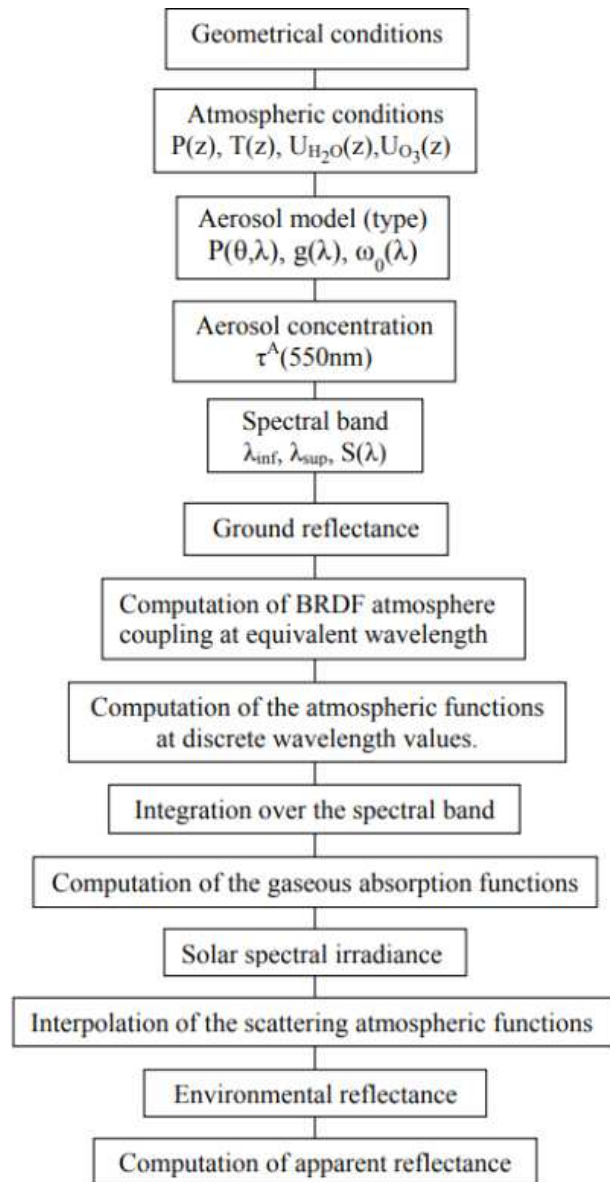 Geometrical conditions
Atmospheric conditions
P(z), T(z), U_H₂O(z),U_O₃(z)
Aerosol model (type)
P(θ,λ), g(λ), ω₀(λ)
Aerosol concentration
τᴬ(550nm)
Spectral band
λ_inf, λ_sup, S(λ)
Ground reflectance
Computation of BRDF atmosphere
coupling at equivalent wavelength
Computation of the atmospheric functions
at discrete wavelength values.
Integration over the spectral band
Computation of the gaseous absorption functions
Solar spectral irradiance
Interpolation of the scattering atmospheric functions
Environmental reflectance
Computation of apparent reflectance